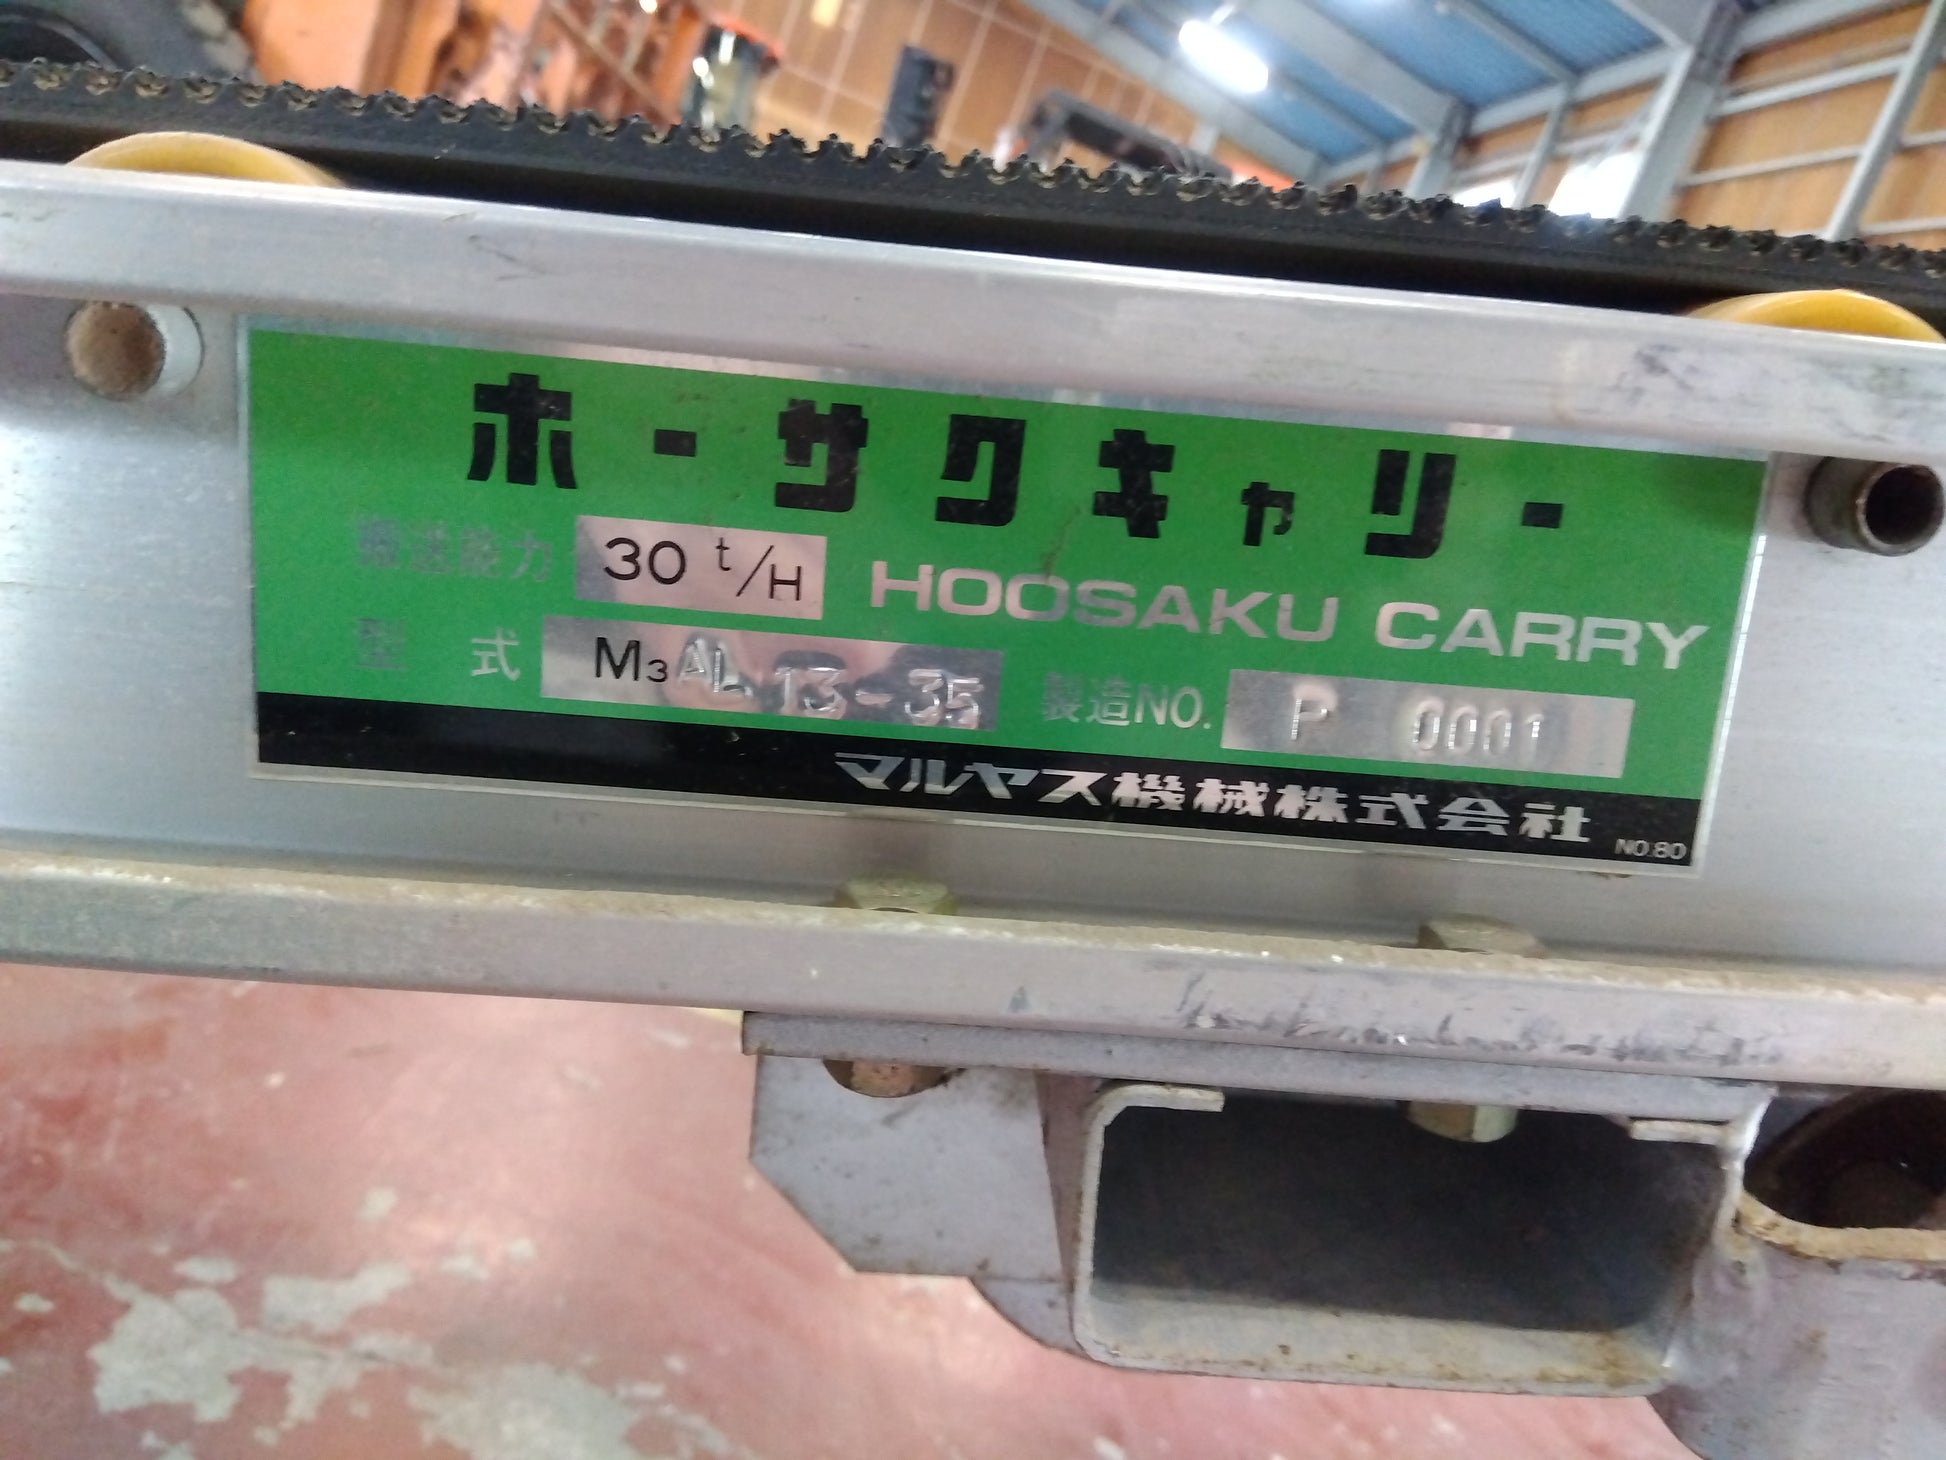 ホーサクキャリー
搬送能力 30 t/H HOOSAKU CARRY
型式 M3AL 13-35 製造NO. P 0001
マルヤス機械株式会社 NO.80